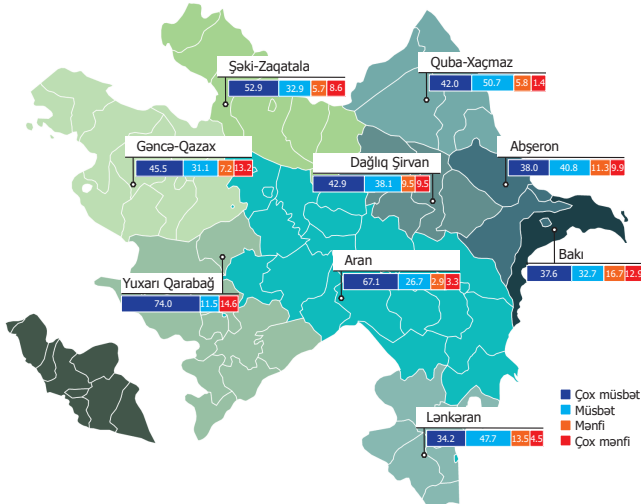 Şəki-Zaqatala
52.9 32.9 5.7 8.6
Quba-Xaçmaz
42.0 50.7 5.8 1.4
Gəncə-Qazax
45.5 31.1 7.2 13.2
Dağlıq Şirvan
42.9 38.1 9.5 9.5
Abşeron
38.0 40.8 11.3 9.9
Yuxarı Qarabağ
74.0 11.5 14.6
Aran
67.1 26.7 2.9 3.3
Bakı
37.6 32.7 16.7 12.9
Lənkəran
34.2 47.7 13.5 4.5
Çox müsbət
Müsbət
Mənfi
Çox mənfi